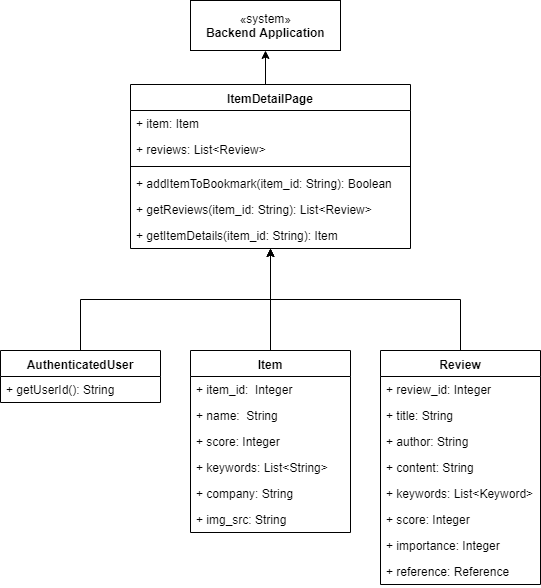 «system»
Backend Application
ItemDetailPage
+ item: Item
+ reviews: List<Review>
+ addItemToBookmark(item_id: String): Boolean
+ getReviews(item_id: String): List<Review>
+ getItemDetails(item_id: String): Item
AuthenticatedUser
+ getUserId(): String
Item
+ item_id:  Integer
+ name:  String
+ score: Integer
+ keywords: List<String>
+ company: String
+ img_src: String
Review
+ review_id: Integer
+ title: String
+ author: String
+ content: String
+ keywords: List<Keyword>
+ score: Integer
+ importance: Integer
+ reference: Reference